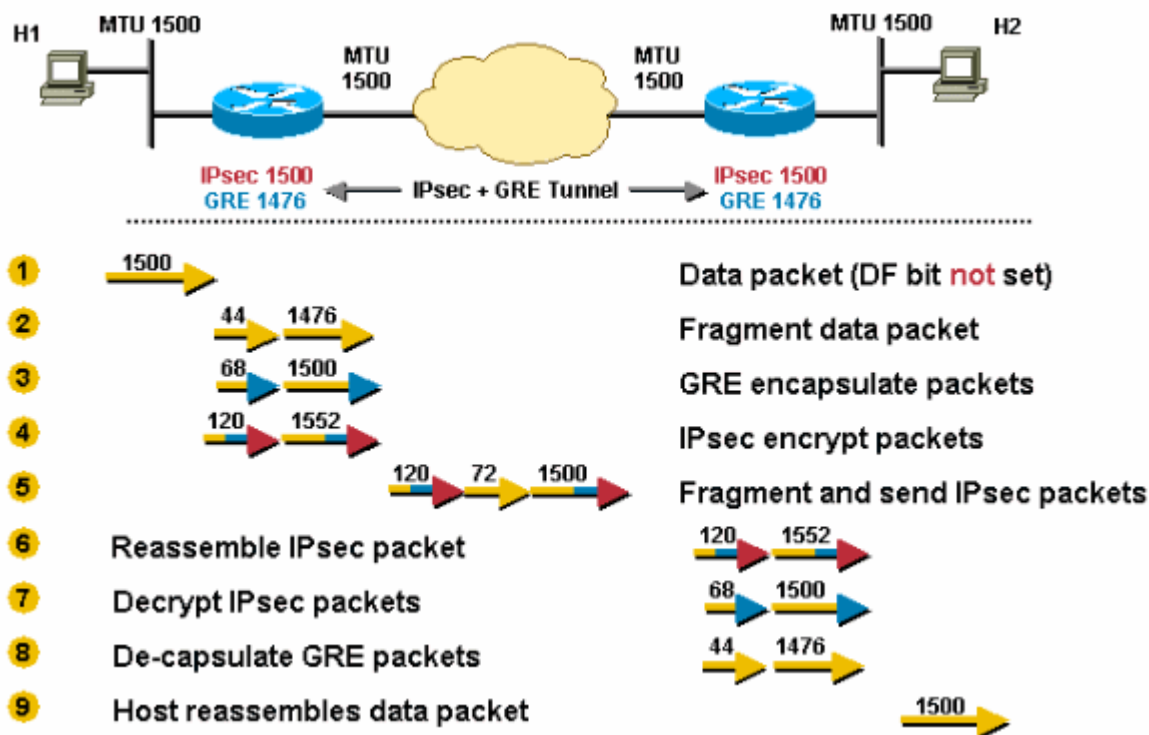 H1
MTU 1500
MTU 1500
MTU 1500
MTU 1500
H2
IPsec 1500
GRE 1476
IPsec + GRE Tunnel
IPsec 1500
GRE 1476
1
1500
Data packet (DF bit not set)
2
44 1476
Fragment data packet
3
68 1500
GRE encapsulate packets
4
120 1552
IPsec encrypt packets
5
120 72 1500
Fragment and send IPsec packets
6
Reassemble IPsec packet
120 1552
7
Decrypt IPsec packets
68 1500
8
De-capsulate GRE packets
44 1476
9
Host reassembles data packet
1500